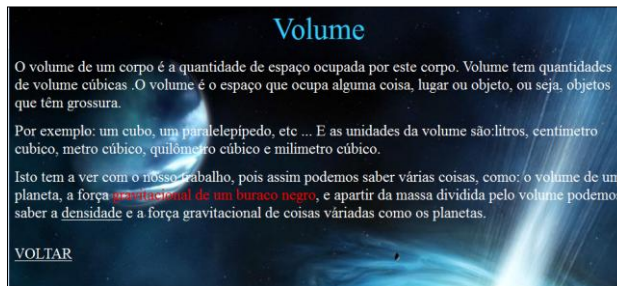 Volume
O volume de um corpo é a quantidade de espaço ocupada por este corpo. Volume tem quantidades
de volume cúbicas .O volume é o espaço que ocupa alguma coisa, lugar ou objeto, ou seja, objetos
que têm grossura.
Por exemplo: um cubo, um paralelepípedo, etc ... E as unidades da volume são:litros, centímetro
cubico, metro cúbico, quilômetro cúbico e milimetro cúbico.
Isto tem a ver com o nosso trabalho, pois assim podemos saber várias coisas, como: o volume de um
planeta, a força gravitacional de um buraco negro, e apartir da massa dividida pelo volume podemos
saber a densidade e a força gravitacional de coisas váriadas como os planetas.
VOLTAR